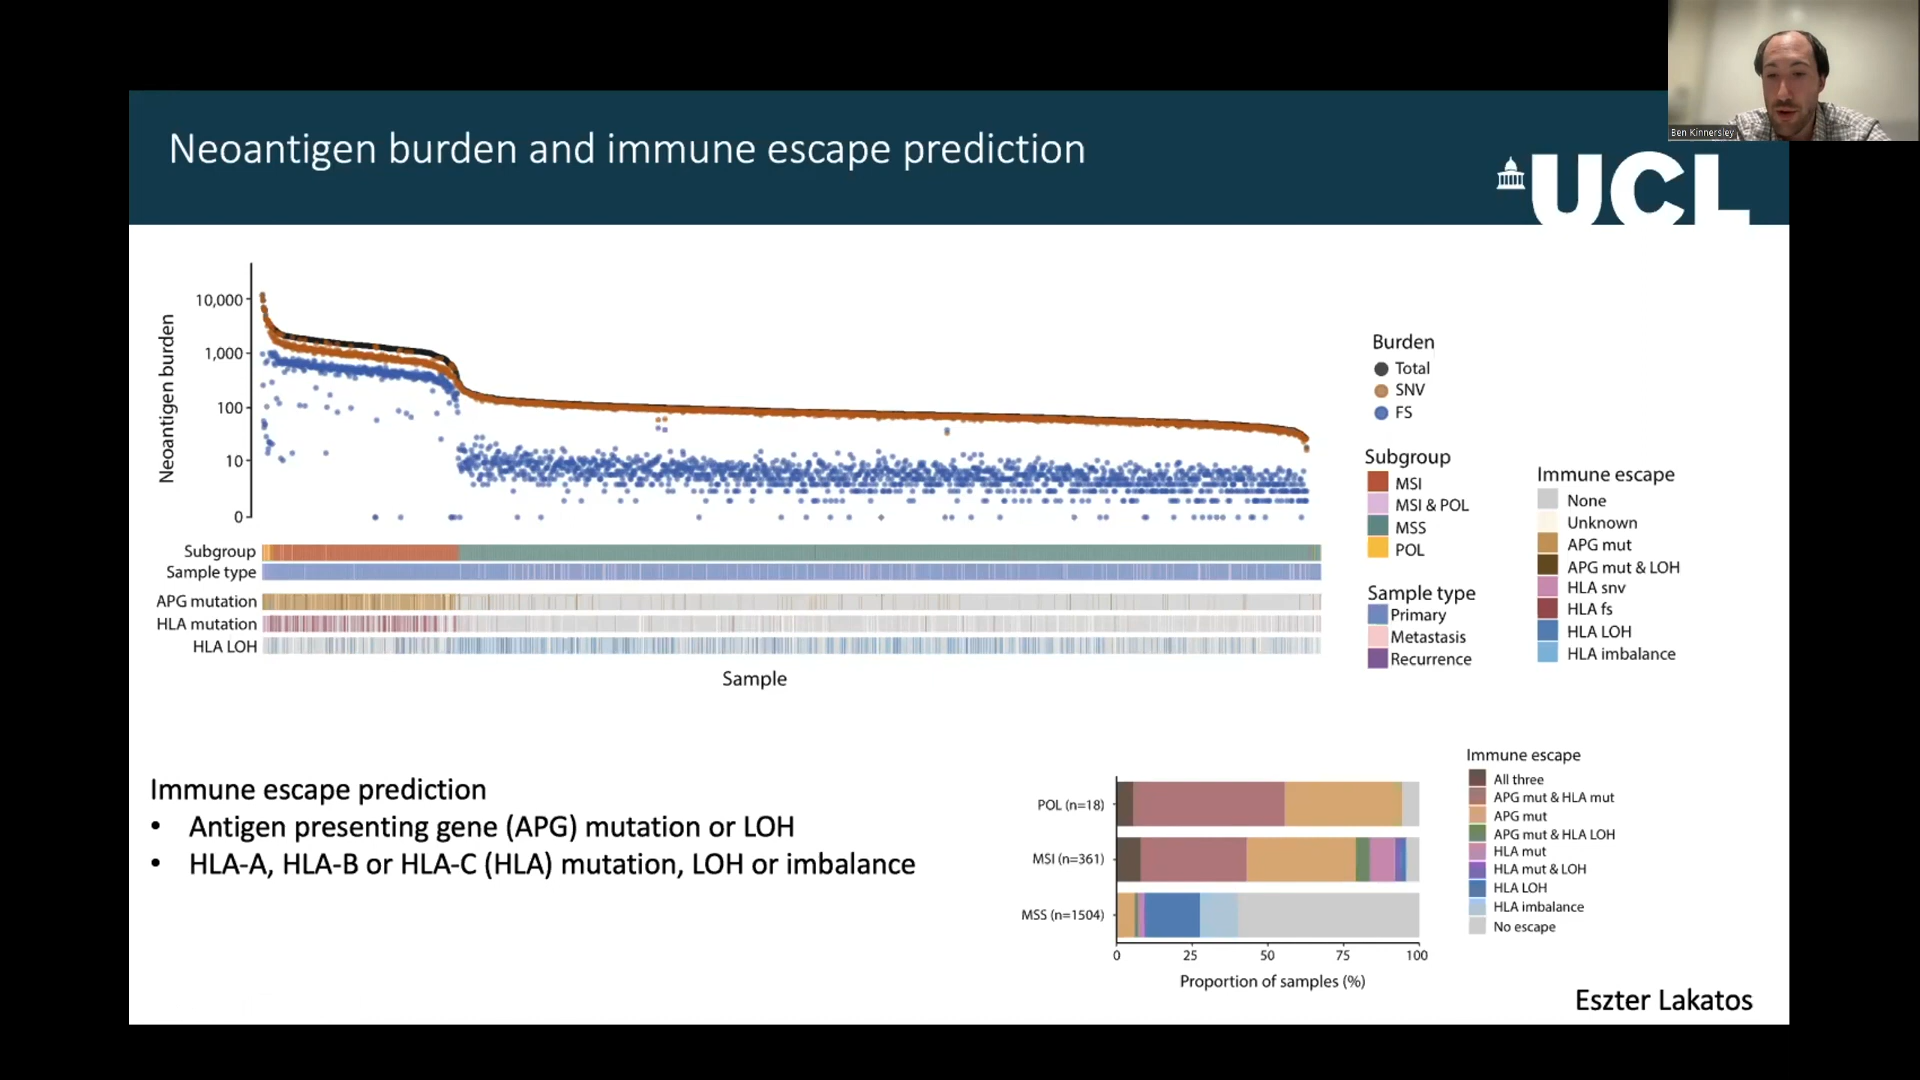 Ben Kinnersley
Neoantigen burden and immune escape prediction
UCL
Neoantigen burden
10,000
1,000
100
10
0
Subgroup
Sample type
APG mutation
HLA mutation
HLA LOH
Sample
Burden
Total
SNV
FS
Subgroup
MSI
MSI & POL
MSS
POL
Sample type
Primary
Metastasis
Recurrence
Immune escape
None
Unknown
APG mut
APG mut & LOH
HLA snv
HLA fs
HLA LOH
HLA imbalance
Immune escape prediction
• Antigen presenting gene (APG) mutation or LOH
• HLA-A, HLA-B or HLA-C (HLA) mutation, LOH or imbalance
POL (n=18)
MSI (n=361)
MSS (n=1504)
0 25 50 75 100
Proportion of samples (%)
Immune escape
All three
APG mut & HLA mut
APG mut
APG mut & HLA LOH
HLA mut
HLA mut & LOH
HLA LOH
HLA imbalance
No escape
Eszter Lakatos